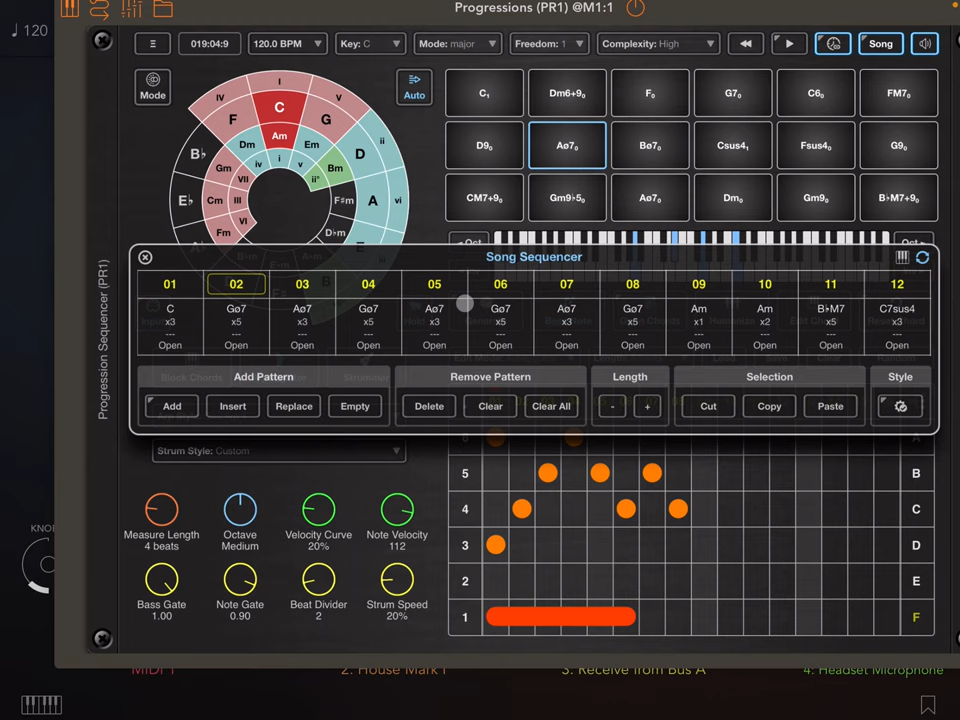 Progressions (PR1) @M1:1
♩120
Ξ 019:04:9 120.0 BPM Key: C Mode: major Freedom: 1 Complexity: High Song
Mode
Auto
IV I V
F C G
ii
B♭ Dm Am Em D
iv i v
Gm VII ii° Bm
E♭ Cm III F♯m A vi
VI
Fm D♭m
E
C₁ Dm6+9₀ F₀ G7₀ C6₀ FM7₀
D9₀ Aø7₀ Bø7₀ Csus4₁ Fsus4₀ G9₀
CM7+9₀ Gm9♭5₀ Aø7₀ Dm₀ Gm9₀ B♭M7+9₀
Oct Oct
Progression Sequencer (PR1)
Song Sequencer
01 02 03 04 05 06 07 08 09 10 11 12
C Gø7 Aø7 Gø7 Aø7 Gø7 Aø7 Gø7 Am Am B♭M7 C7sus4
x3 x5 x3 x5 x3 x5 x3 x5 x1 x2 x5 x3
--- --- --- --- --- --- --- --- --- --- --- ---
Open Open Open Open Open Open Open Open Open Open Open Open
Add Pattern Remove Pattern Length Selection Style
Add Insert Replace Empty Delete Clear Clear All - + Cut Copy Paste
Strum Style: Custom
6 A
5 B
4 C
3 D
2 E
1 F
Measure Length Octave Velocity Curve Note Velocity
4 beats Medium 20% 112
Bass Gate Note Gate Beat Divider Strum Speed
1.00 0.90 2 20%
KNO
MIDI 1 2: House Mark I 3: Receive from Bus A 4: Headset Microphone